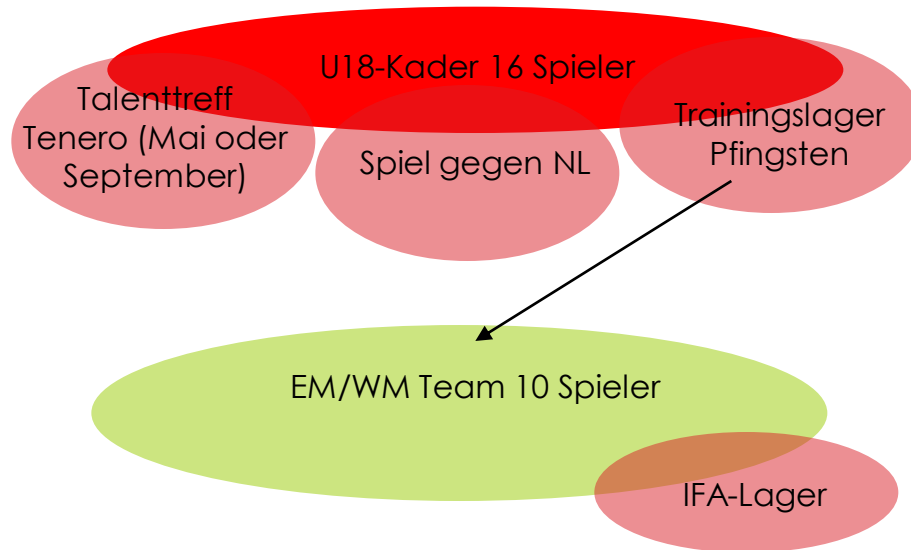 U18-Kader 16 Spieler
Talenttreff
Tenero (Mai oder
September)
Spiel gegen NL
Trainingslager
Pfingsten
EM/WM Team 10 Spieler
IFA-Lager